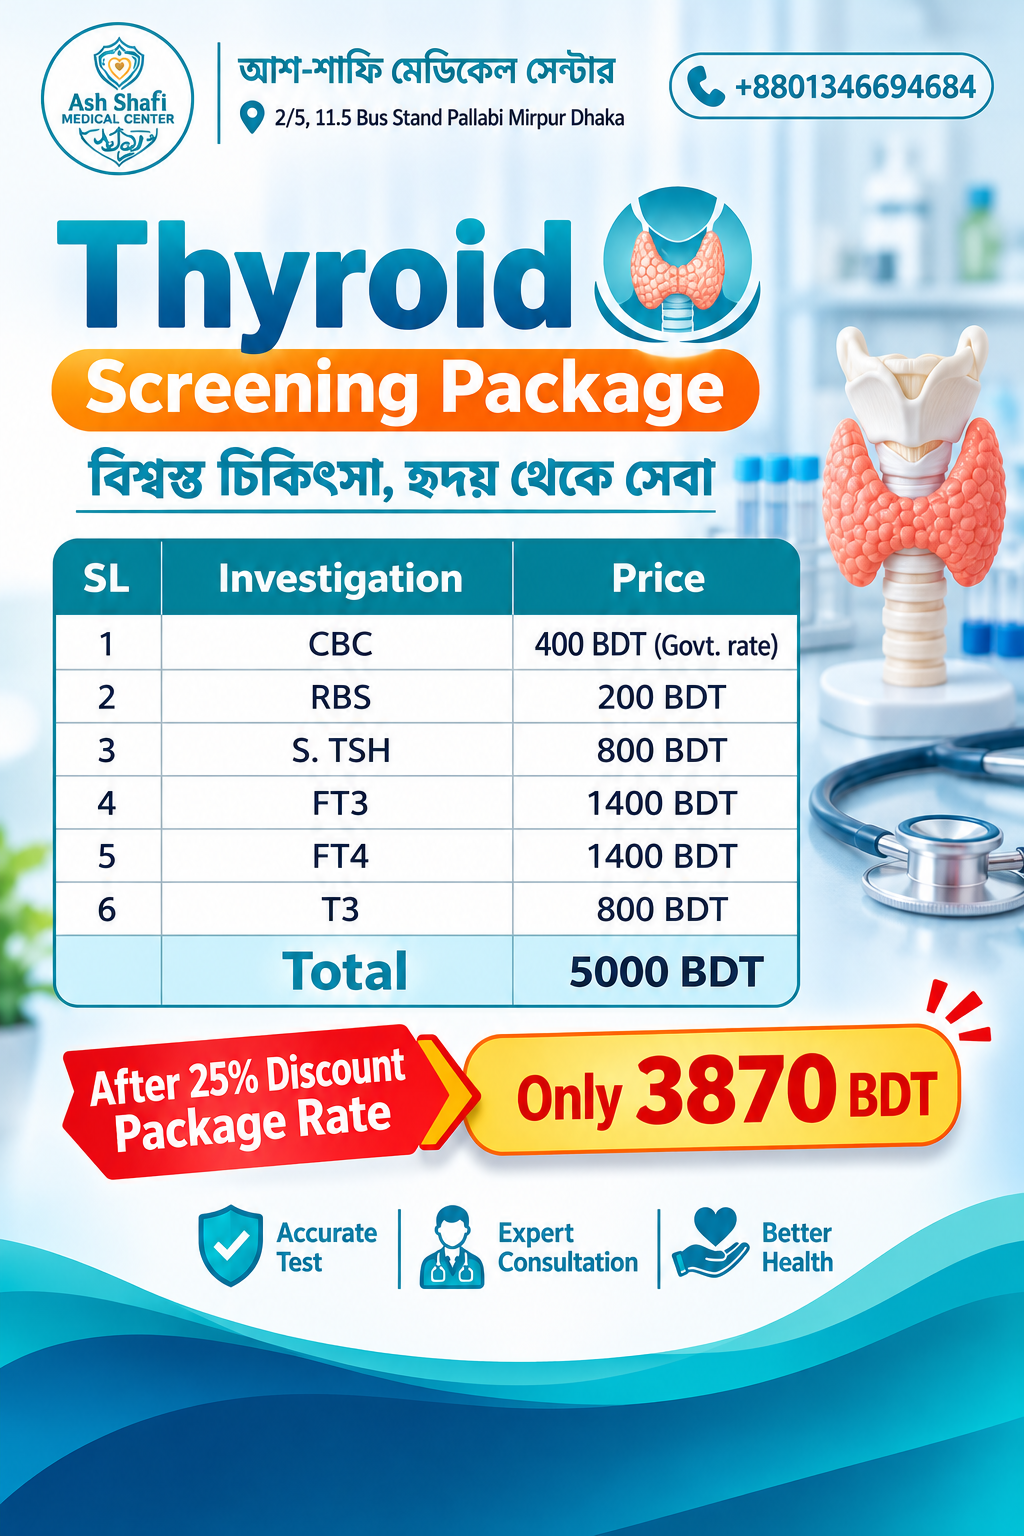 Ash Shafi
MEDICAL CENTER
আশ-শাফি মেডিকেল সেন্টার
2/5, 11.5 Bus Stand Pallabi Mirpur Dhaka
+8801346694684
Thyroid
Screening Package
বিশ্বস্ত চিকিৎসা, হৃদয় থেকে সেবা
SL Investigation Price
1 CBC 400 BDT (Govt. rate)
2 RBS 200 BDT
3 S. TSH 800 BDT
4 FT3 1400 BDT
5 FT4 1400 BDT
6 T3 800 BDT
Total 5000 BDT
After 25% Discount
Package Rate
Only 3870 BDT
Accurate
Test
Expert
Consultation
Better
Health